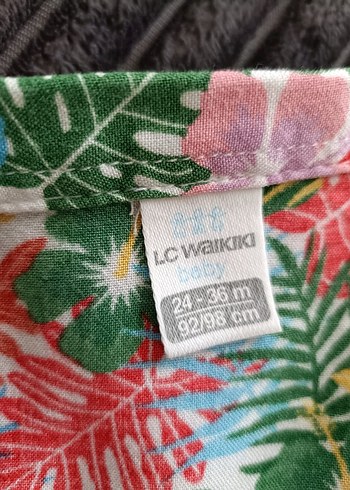 LC WAIKIKI
baby
24 - 36 m
92/98 cm